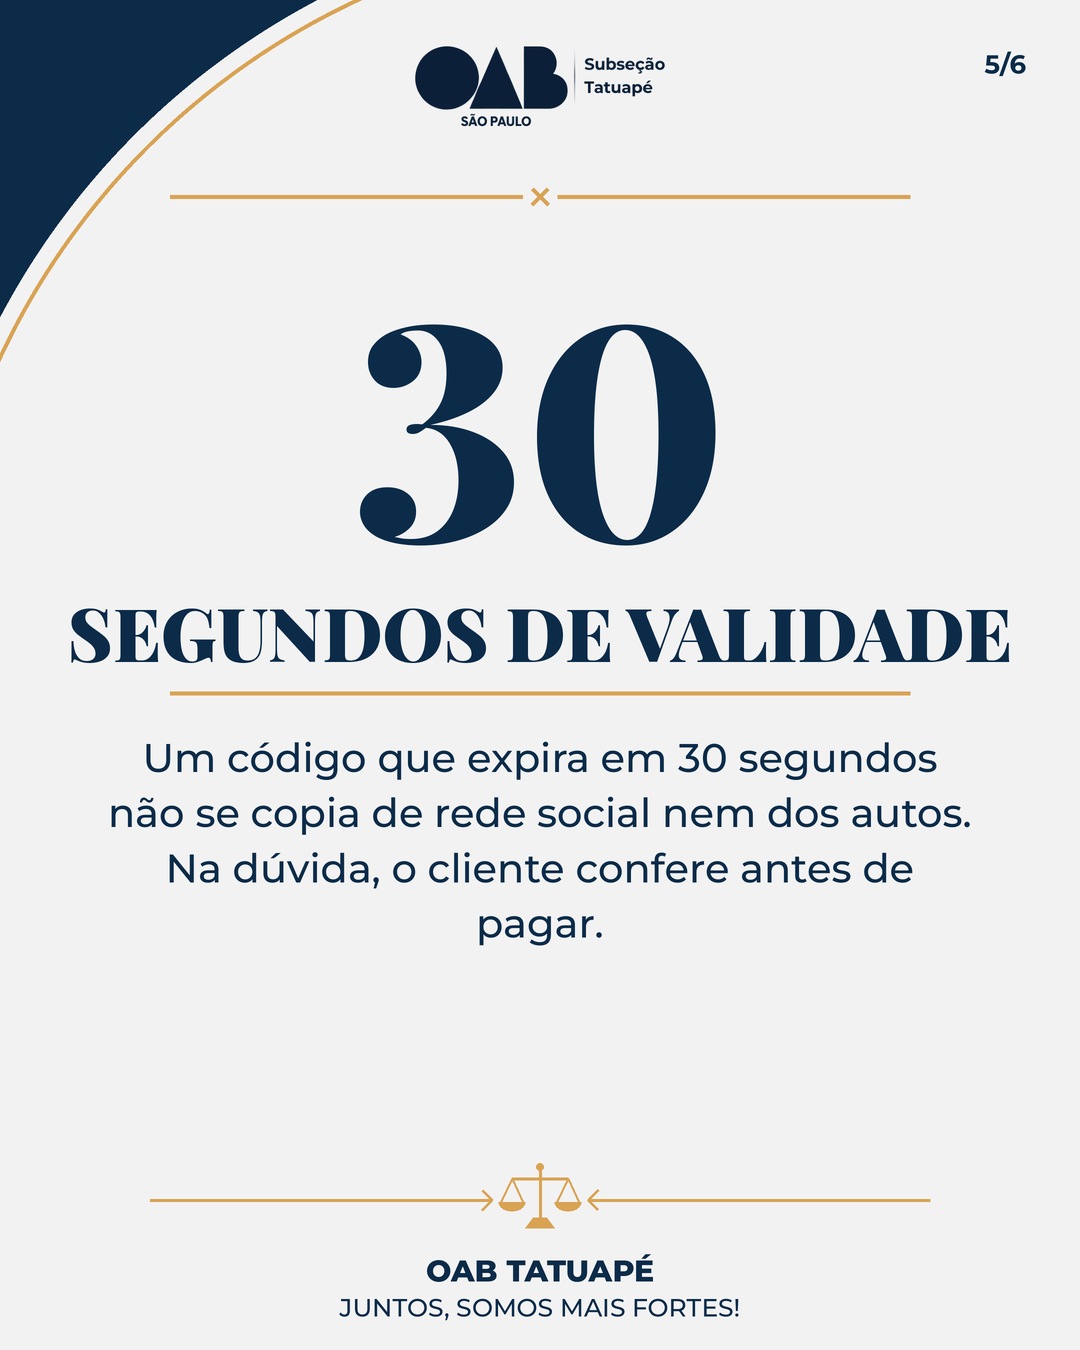 OAB
SÃO PAULO
Subseção
Tatuapé
5/6
30
SEGUNDOS DE VALIDADE
Um código que expira em 30 segundos
não se copia de rede social nem dos autos.
Na dúvida, o cliente confere antes de
pagar.
OAB TATUAPÉ
JUNTOS, SOMOS MAIS FORTES!